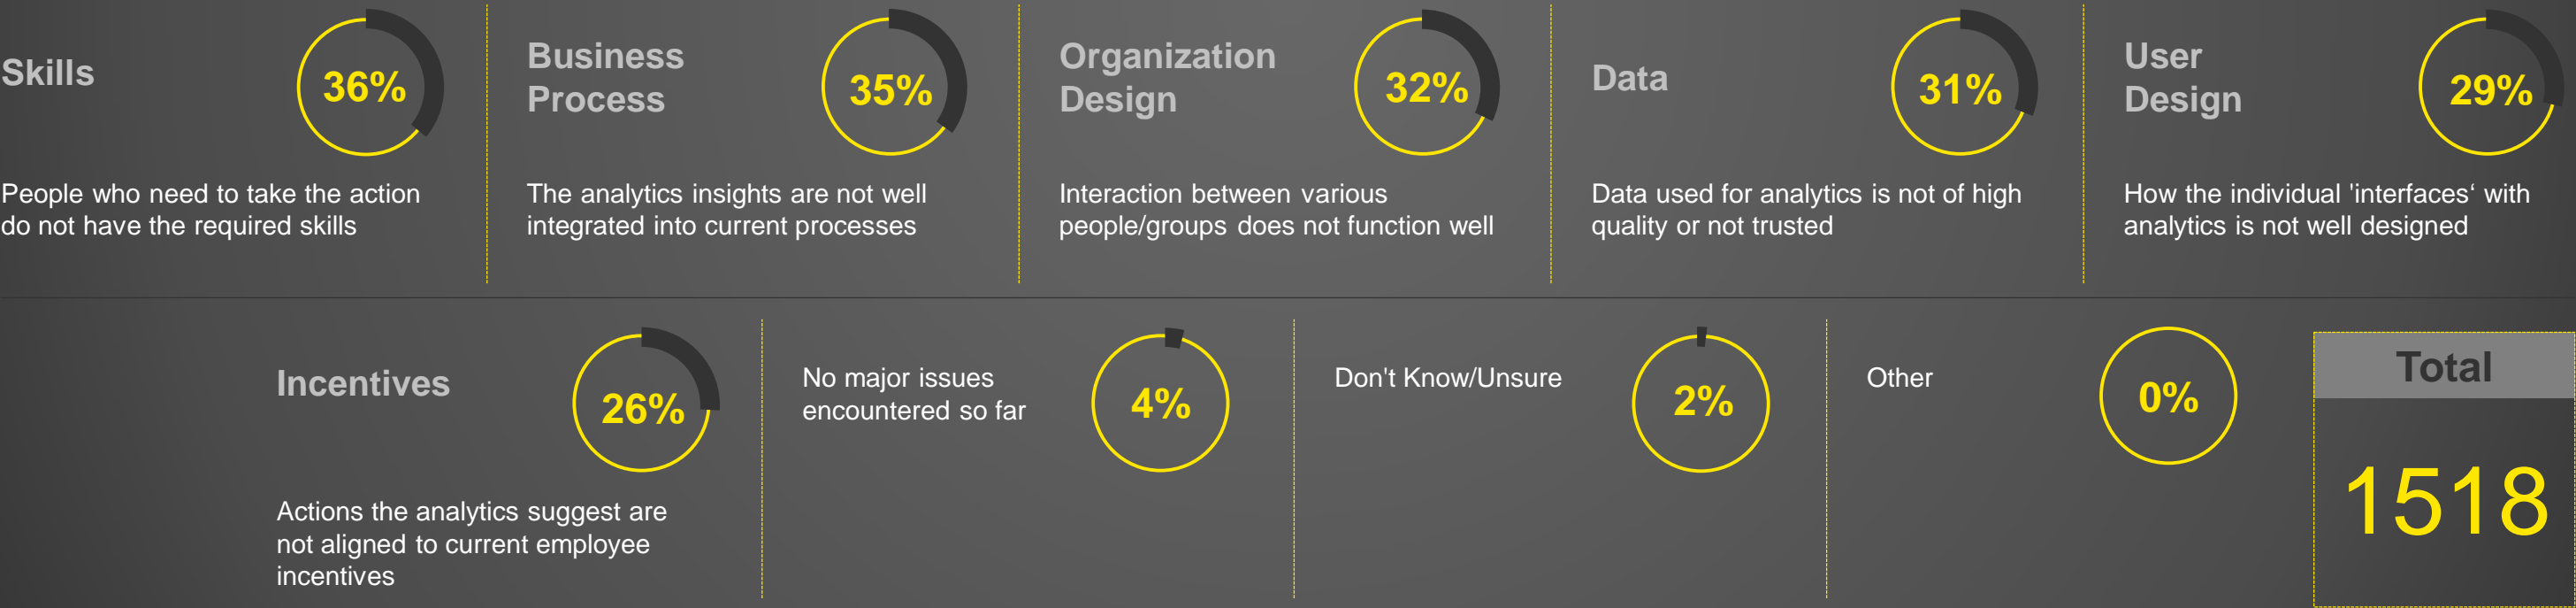 Skills
36%
People who need to take the action
do not have the required skills
Business
Process
35%
The analytics insights are not well
integrated into current processes
Organization
Design
32%
Interaction between various
people/groups does not function well
Data
31%
Data used for analytics is not of high
quality or not trusted
User
Design
29%
How the individual 'interfaces‘ with
analytics is not well designed
Incentives
26%
Actions the analytics suggest are
not aligned to current employee
incentives
No major issues
encountered so far
4%
Don't Know/Unsure
2%
Other
0%
Total
1518